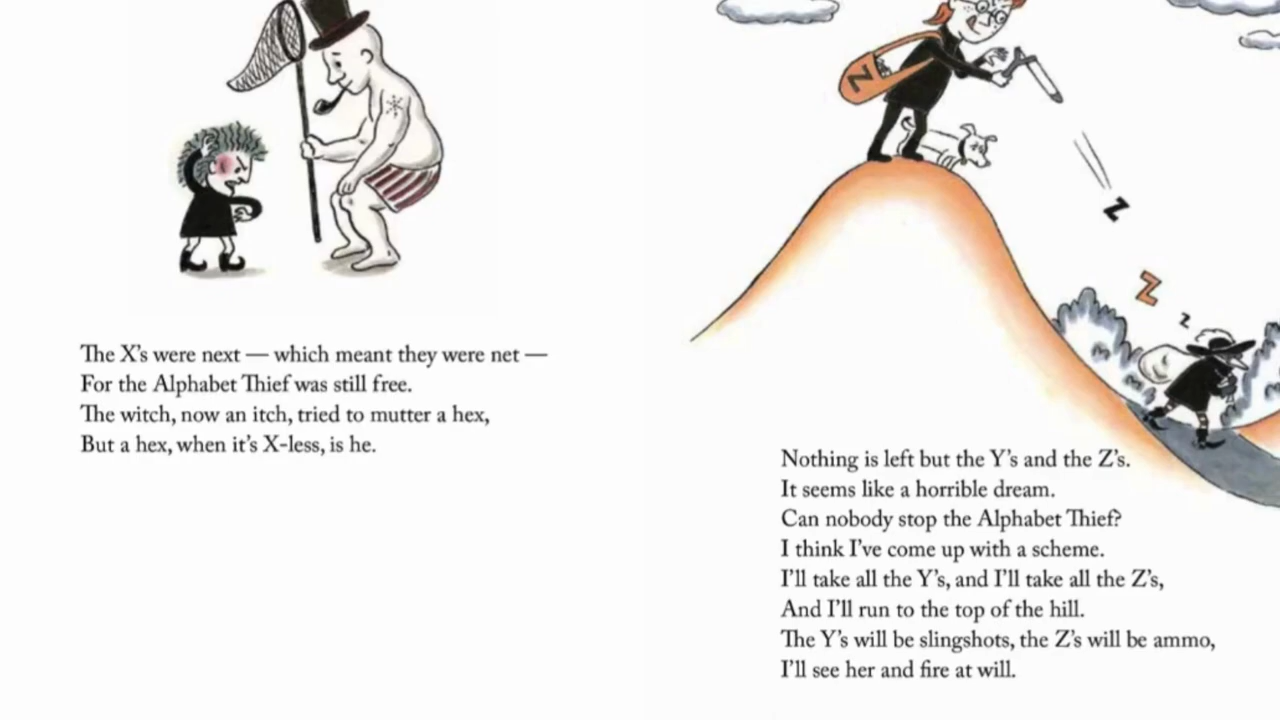 The X's were next — which meant they were net —
For the Alphabet Thief was still free.
The witch, now an itch, tried to mutter a hex,
But a hex, when it's X-less, is he.
Z
Z
Z
Z
Nothing is left but the Y's and the Z's.
It seems like a horrible dream.
Can nobody stop the Alphabet Thief?
I think I've come up with a scheme.
I'll take all the Y's, and I'll take all the Z's,
And I'll run to the top of the hill.
The Y's will be slingshots, the Z's will be ammo,
I'll see her and fire at will.